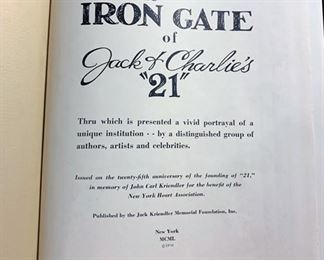 IRON GATE
of
Jack & Charlie's
"21"
Thru which is presented a vivid portrayal of a
unique institution - - by a distinguished group of
authors, artists and celebrities.
Issued on the twenty-fifth anniversary of the founding of "21,"
in memory of John Carl Kriendler for the benefit of the
New York Heart Association.
Published by the Jack Kriendler Memorial Foundation, Inc.
New York
MCML
©1950